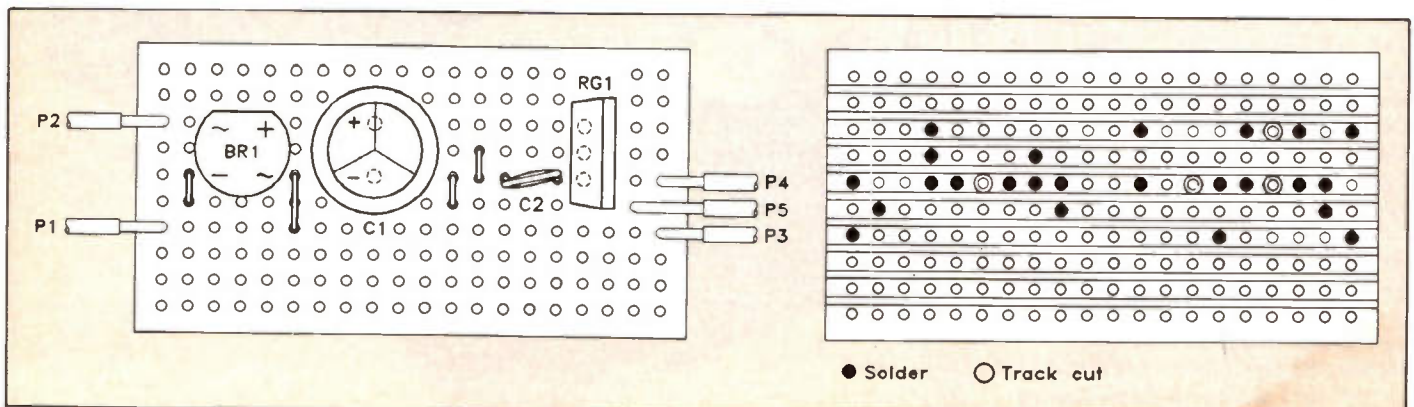 RG1
P2
~ +
+
BR1
- ~
-
P4
C2
P5
P1
C1
P3
Solder
Track cut